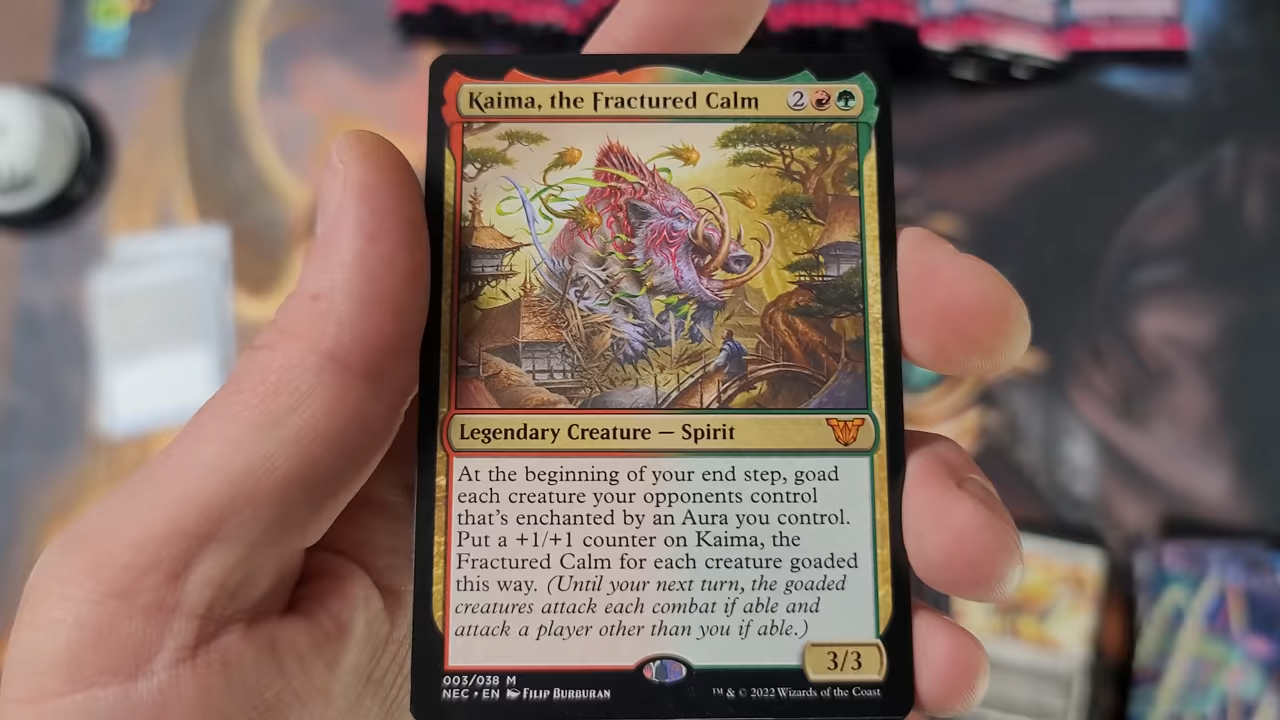 Kaima, the Fractured Calm 2
Legendary Creature — Spirit
At the beginning of your end step, goad
each creature your opponents control
that's enchanted by an Aura you control.
Put a +1/+1 counter on Kaima, the
Fractured Calm for each creature goaded
this way. (Until your next turn, the goaded
creatures attack each combat if able and
attack a player other than you if able.)
3/3
003/038 M
NEC • EN Filip Burburan
™ & © 2022 Wizards of the Coast